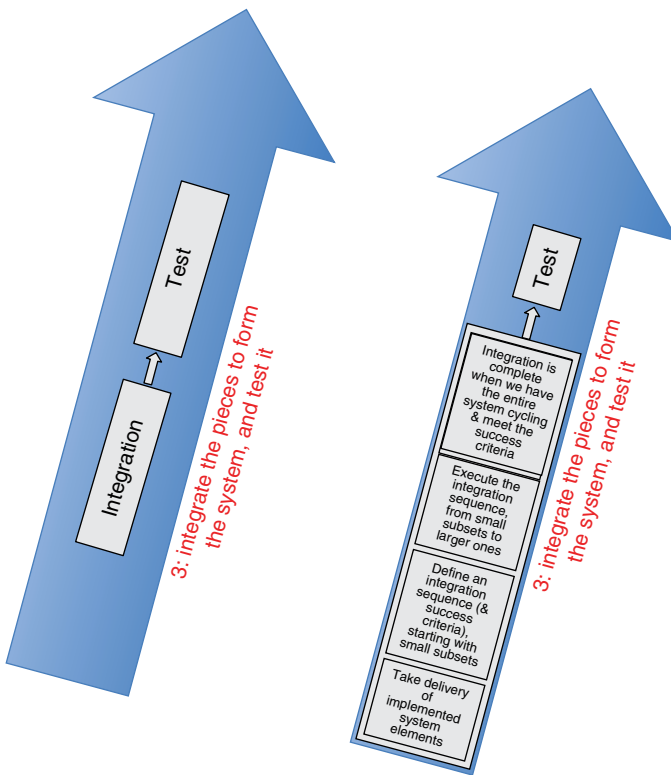 Test
Integration
3: integrate the pieces to form
the system, and test it
Test
Integration is
complete
when we have
the entire
system cycling
& meet the
success
criteria
Execute the
integration
sequence,
from small
subsets to
larger ones
Define an
integration
sequence (&
success
criteria),
starting with
small subsets
Take delivery
of
implemented
system
elements
3: integrate the pieces to form
the system, and test it